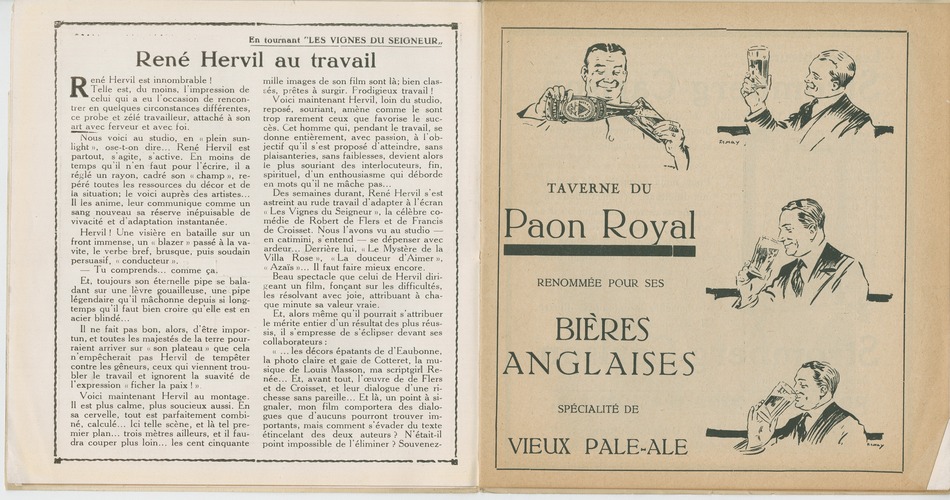 En tournant "LES VIGNES DU SEIGNEUR„
René Hervil au travail
René Hervil est innombrable !
Telle est, du moins, l'impression de
celui qui a eu l'occasion de rencon-
trer en quelques circonstances différentes,
ce probe et zélé travailleur, attaché à son
art avec ferveur et avec foi.
Nous voici au studio, en « plein sun-
light », ose-t-on dire... René Hervil est
partout, s'agite, s'active. En moins de
temps qu'il n'en faut pour l'écrire, il a
réglé un rayon, cadré son « champ », re-
péré toutes les ressources du décor et de
la situation; le voici auprès des artistes...
Il les anime, leur communique comme un
sang nouveau sa réserve inépuisable de
vivacité et d'adaptation instantanée.
Hervil ! Une visière en bataille sur un
front immense, un « blazer » passé à la va-
vite, le verbe bref, brusque, puis soudain
persuasif, « conducteur ».
— Tu comprends... comme ça.
Et, toujours son éternelle pipe se bala-
dant sur une lèvre gouailleuse, une pipe
légendaire qu'il mâchonne depuis si long-
temps qu'il faut bien croire qu'elle est en
acier blindé...
Il ne fait pas bon, alors, d'être impor-
tun, et toutes les majestés de la terre pour-
raient arriver sur « son plateau » que cela
n'empêcherait pas Hervil de tempêter
contre les gêneurs, ceux qui viennent trou-
bler le travail et ignorent la suavité de
l'expression « ficher la paix ! ».
Voici maintenant Hervil au montage.
Il est plus calme, plus soucieux aussi. En
sa cervelle, tout est parfaitement combi-
né, calculé... Ici telle scène, et là tel pre-
mier plan... trois mètres ailleurs, et il fau-
dra couper plus loin... les cent cinquante
mille images de son film sont là; bien clas-
sés, prêtes à surgir. Prodigieux travail !
Voici maintenant Hervil, loin du studio,
reposé, souriant, amène comme le sont
trop rarement ceux que favorise le suc-
cès. Cet homme qui, pendant le travail, se
donne entièrement, avec passion, à l'ob-
jectif qu'il s'est proposé d'atteindre, sans
plaisanteries, sans faiblesses, devient alors
le plus souriant des interlocuteurs, fin,
spirituel, d'un enthousiasme qui déborde
en mots qu'il ne mâche pas...
Des semaines durant, René Hervil s'est
astreint au rude travail d'adapter à l'écran
« Les Vignes du Seigneur », la célèbre co-
médie de Robert de Flers et de Francis
de Croisset. Nous l'avons vu au studio —
en catimini, s'entend — se dépenser avec
ardeur... Derrière lui, « Le Mystère de la
Villa Rose », « La douceur d'Aimer »,
« Azaïs »... Il faut faire mieux encore.
Beau spectacle que celui de Hervil diri-
geant un film, fonçant sur les difficultés,
les résolvant avec joie, attribuant à cha-
que minute sa valeur vraie.
Et, alors même qu'il pourrait s'attribuer
le mérite entier d'un résultat des plus réus-
si, il s'empresse de s'éclipser devant ses
collaborateurs :
« ... les décors épatants de d'Eaubonne,
la photo claire et gaie de Cotteret, la mu-
sique de Louis Masson, ma scriptgirl Re-
née... Et, avant tout, l'œuvre de de Flers
et de Croisset, et leur dialogue d'une ri-
chesse sans pareille... Et là, un point à si-
gnaler, mon film comportera des dialo-
gues que d'aucuns pourront trouver im-
portants, mais comment s'évader du texte
étincelant des deux auteurs ? N'était-il
point impossible de l'éliminer ? Souvenez-
TAVERNE DU
Paon Royal
RENOMMÉE POUR SES
BIÈRES
ANGLAISES
SPÉCIALITÉ DE
VIEUX PALE-ALE